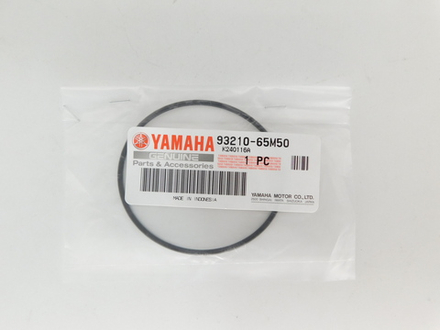 YAMAHA 93210-65M50
K240116A
GENUINE
Parts & Accessories
1 PC
YAMAHA MOTOR CO.,LTD.
MADE IN INDONESIA